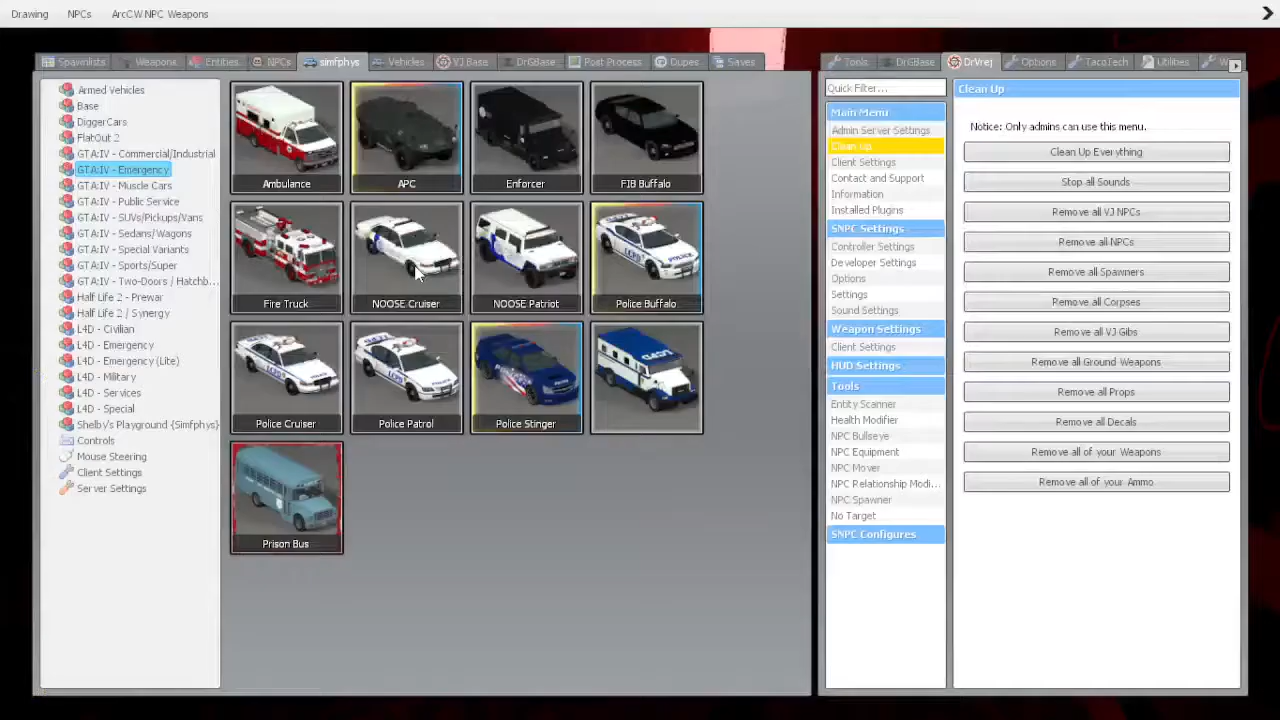 Drawing NPCs ArcCW NPC Weapons
Spawnlists Weapons Entities NPCs simfphys Vehicles VJ Base DrGBase Post Process Dupes Saves
Armed Vehicles
Base
DiggerCars
FlatOut 2
GTA:IV - Commercial/Industrial
GTA:IV - Emergency
GTA:IV - Muscle Cars
GTA:IV - Public Service
GTA:IV - SUVs/Pickups/Vans
GTA:IV - Sedans/Wagons
GTA:IV - Special Variants
GTA:IV - Sports/Super
GTA:IV - Two-Doors / Hatchb...
Half Life 2 - Prewar
Half Life 2 / Synergy
L4D - Civilian
L4D - Emergency
L4D - Emergency (Lite)
L4D - Military
L4D - Services
L4D - Special
Shelby's Playground {Simfphys}
Controls
Mouse Steering
Client Settings
Server Settings
Ambulance APC Enforcer FIB Buffalo
Fire Truck NOOSE Cruiser NOOSE Patriot Police Buffalo
Police Cruiser Police Patrol Police Stinger
Prison Bus
Tools DRGBase DrVrej Options TacoTech Utilities W
Quick Filter...
Main Menu
Admin Server Settings
Clean Up
Client Settings
Contact and Support
Information
Installed Plugins
SNPC Settings
Controller Settings
Developer Settings
Options
Settings
Sound Settings
Weapon Settings
Client Settings
HUD Settings
Tools
Entity Scanner
Health Modifier
NPC Bullseye
NPC Equipment
NPC Mover
NPC Relationship Modi...
NPC Spawner
No Target
SNPC Configures
Clean Up
Notice: Only admins can use this menu.
Clean Up Everything
Stop all Sounds
Remove all VJ NPCs
Remove all NPCs
Remove all Spawners
Remove all Corpses
Remove all VJ Gibs
Remove all Ground Weapons
Remove all Props
Remove all Decals
Remove all of your Weapons
Remove all of your Ammo